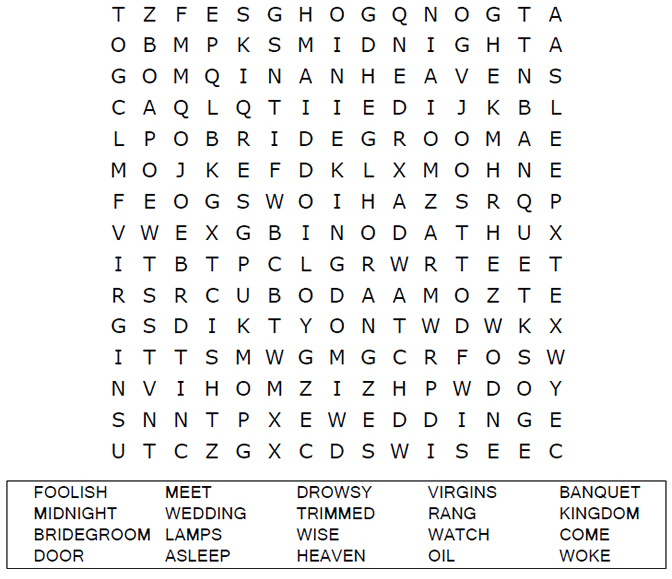 T Z F E S G H O G Q N O G T A
O B M P K S M I D N I G H T A
G O M Q I N A N H E A V E N S
C A Q L Q T I I E D I J K B L
L P O B R I D E G R O O M A E
M O J K E F D K L X M O H N E
F E O G S W O I H A Z S R Q P
V W E X G B I N O D A T H U X
I T B T P C L G R W R T E E T
R S R C U B O D A A M O Z T E
G S D I K T Y O N T W D W K X
I T T S M W G M G C R F O S W
N V I H O M Z I Z H P W D O Y
S N N T P X E W E D D I N G E
U T C Z G X C D S W I S E E C
FOOLISH MEET DROWSY VIRGINS BANQUET
MIDNIGHT WEDDING TRIMMED RANG KINGDOM
BRIDEGROOM LAMPS WISE WATCH COME
DOOR ASLEEP HEAVEN OIL WOKE